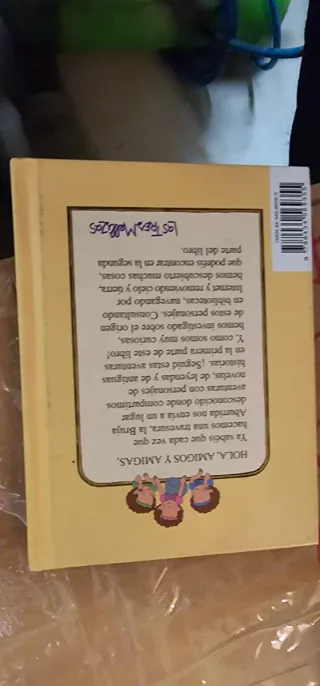 HOLA, AMIGOS Y AMIGAS,
Ya sabéis que cada vez que
hacemos una travesura, la Bruja
Aburrida nos envía a un lugar
desconocido donde compartimos
aventuras con personajes de
novelas, de leyendas y de antiguas
historias. ¡Seguid estas aventuras
en la primera parte de este libro!
Y, como somos muy curiosas,
hemos investigado sobre el origen
de estos personajes. Consultando
en bibliotecas, navegando por
Internet y removiendo cielo y tierra,
hemos descubierto muchas cosas,
que podréis encontrar en la segunda
parte del libro.
Las Tres Mellizas